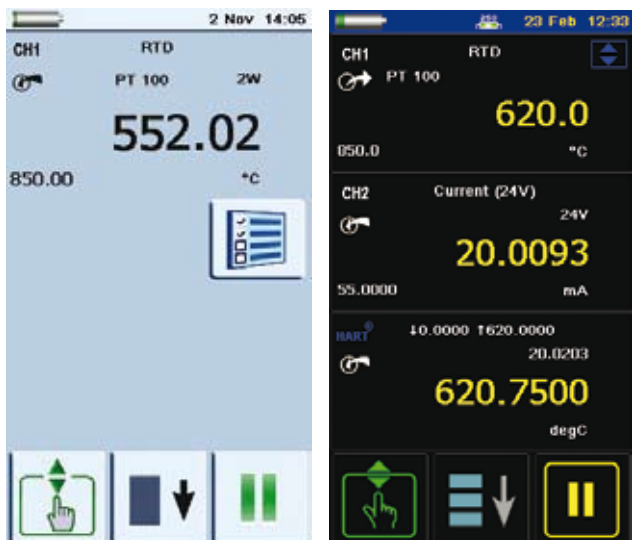 2 Nov 14:05
CH1 RTD
PT 100 2W
552.02
850.00 °C
23 Feb 12:33
CH1 RTD
PT 100
620.0
850.0 °C
CH2 Current (24V)
24V
20.0093
55.0000 mA
HART® ↓0.0000 ↑620.0000
20.0203
620.7500
degC